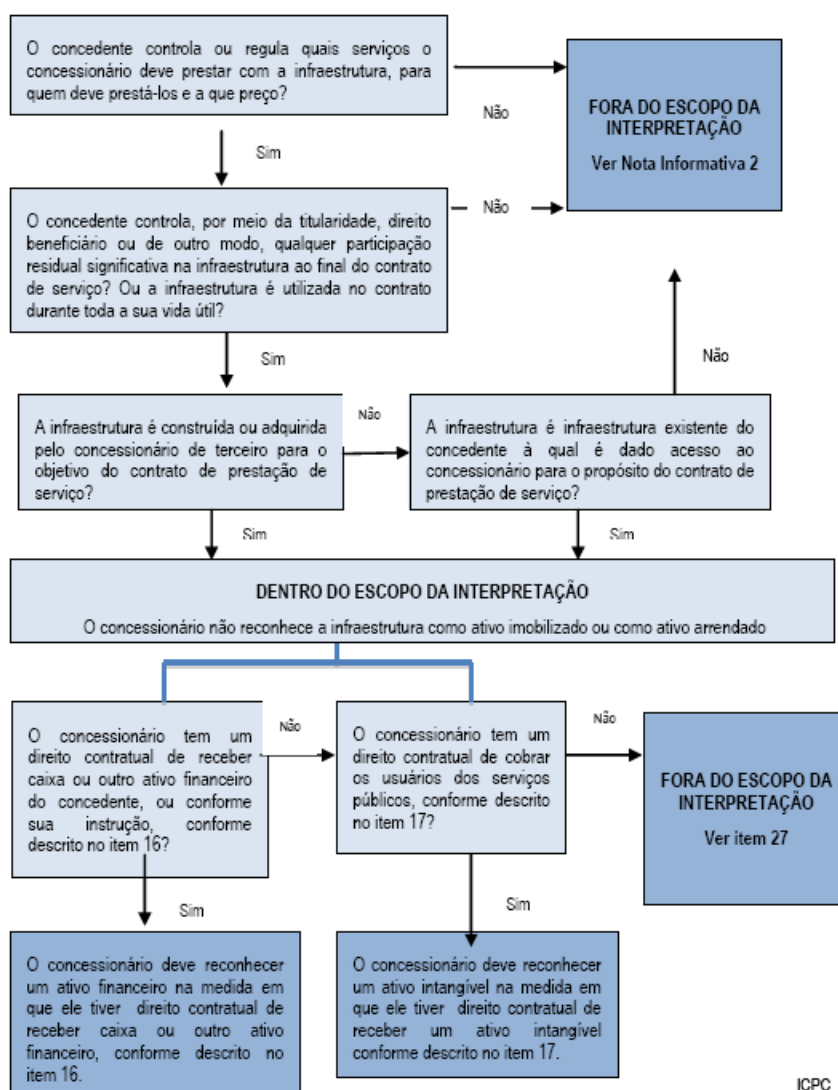 O concedente controla ou regula quais serviços o
concessionário deve prestar com a infraestrutura, para
quem deve prestá-los e a que preço?
Não
FORA DO ESCOPO DA
INTERPRETAÇÃO
Ver Nota Informativa 2
Sim
O concedente controla, por meio da titularidade, direito
beneficiário ou de outro modo, qualquer participação
residual significativa na infraestrutura ao final do contrato
de serviço? Ou a infraestrutura é utilizada no contrato
durante toda a sua vida útil?
Não
Sim
Não
A infraestrutura é construída ou adquirida
pelo concessionário de terceiro para o
objetivo do contrato de prestação de
serviço?
Não
A infraestrutura é infraestrutura existente do
concedente à qual é dado acesso ao
concessionário para o propósito do contrato de
prestação de serviço?
Sim
Sim
DENTRO DO ESCOPO DA INTERPRETAÇÃO
O concessionário não reconhece a infraestrutura como ativo imobilizado ou como ativo arrendado
O concessionário tem um
direito contratual de receber
caixa ou outro ativo financeiro
do concedente, ou conforme
sua instrução, conforme
descrito no item 16?
Não
O concessionário tem um
direito contratual de cobrar
os usuários dos serviços
públicos, conforme descrito
no item 17?
Não
FORA DO ESCOPO DA
INTERPRETAÇÃO
Ver item 27
Sim
Sim
O concessionário deve reconhecer
um ativo financeiro na medida em
que ele tiver direito contratual de
receber caixa ou outro ativo
financeiro, conforme descrito no
item 16.
O concessionário deve reconhecer
um ativo intangível na medida em
que ele tiver direito contratual de
receber um ativo intangível
conforme descrito no item 17.
ICPC